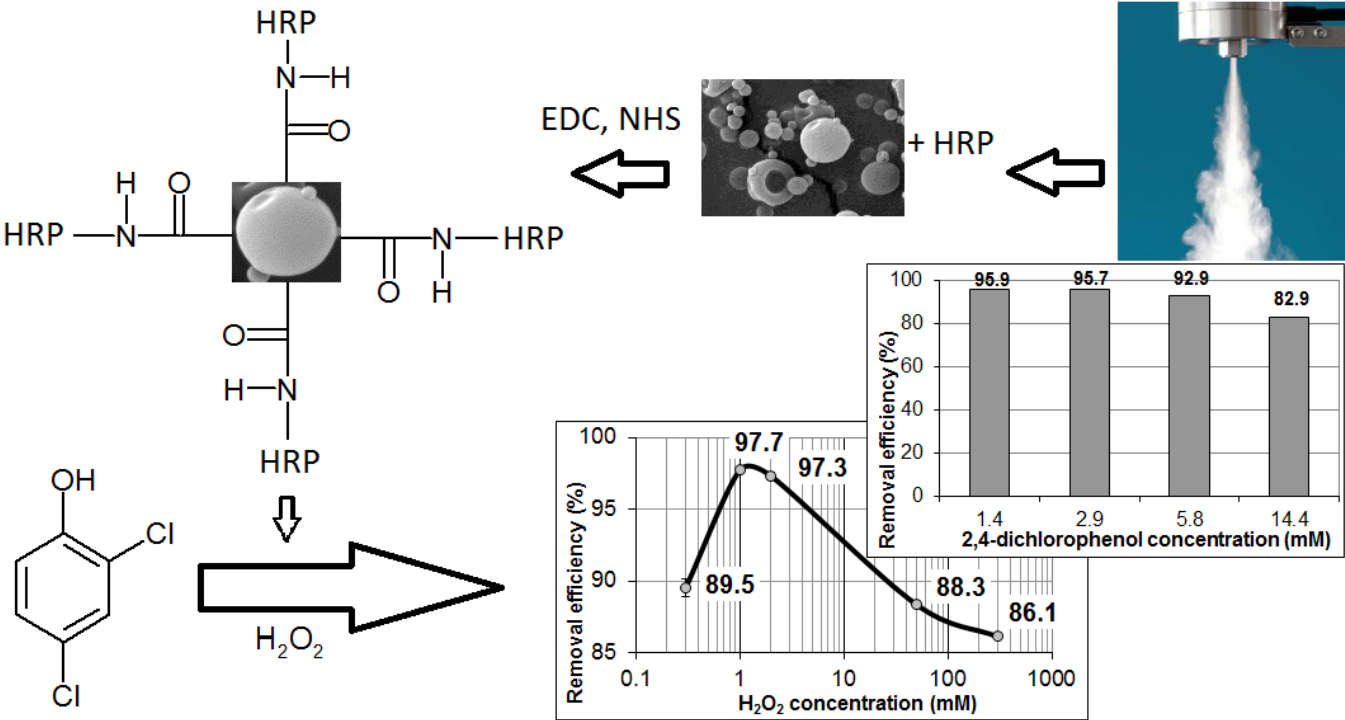 HRP
N
H
O
EDC, NHS
+ HRP
H
O
HRP
N
N
HRP
O
H
O
H
N
HRP
OH
Cl
Cl
H₂O₂
100
80
60
40
20
0
Removal efficiency (%)
95.9
95.7
92.9
82.9
1.4
2.9
5.8
14.4
2,4-dichlorophenol concentration (mM)
100
95
90
85
Removal efficiency (%)
97.7
97.3
89.5
88.3
86.1
0.1
1
10
100
1000
H₂O₂ concentration (mM)